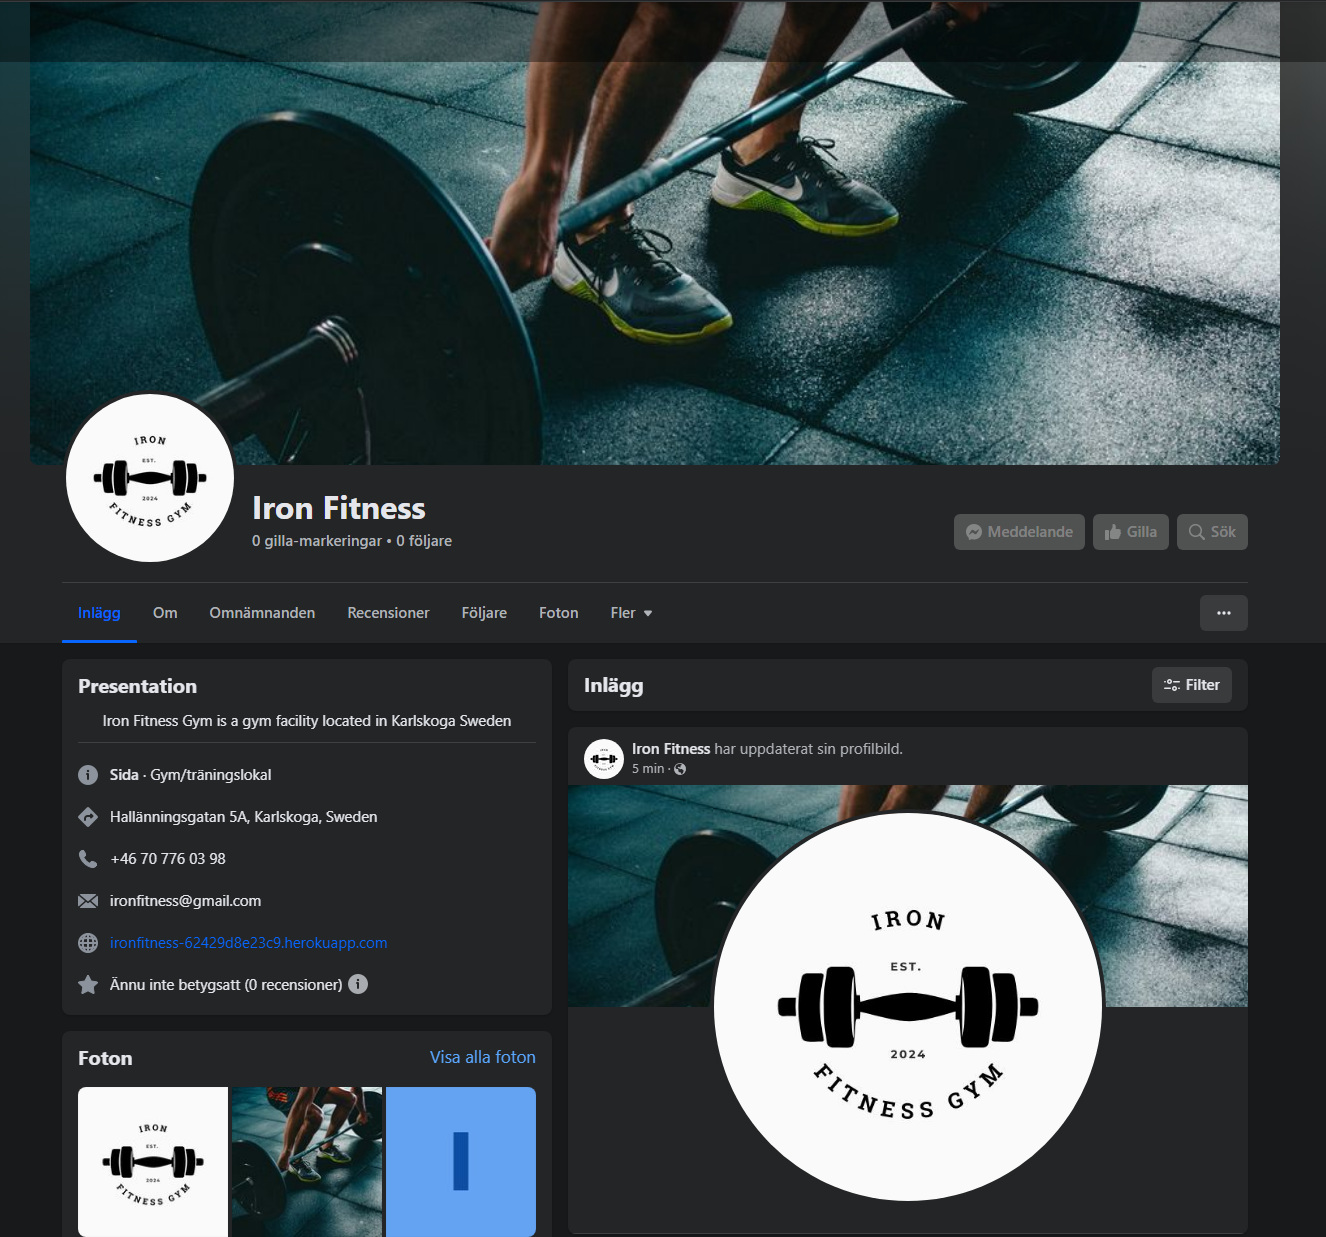 IRON
EST.
2024
FITNESS GYM
Iron Fitness
0 gilla-markeringar • 0 följare
Meddelande
Gilla
Sök
Inlägg
Om
Omnämnanden
Recensioner
Följare
Foton
Fler
Presentation
Iron Fitness Gym is a gym facility located in Karlskoga Sweden
Sida · Gym/träningslokal
Hallänningsgatan 5A, Karlskoga, Sweden
+46 70 776 03 98
ironfitness@gmail.com
ironfitness-62429d8e23c9.herokuapp.com
Ännu inte betygsatt (0 recensioner)
Foton
Visa alla foton
IRON
EST.
2024
FITNESS GYM
I
Inlägg
Filter
Iron Fitness har uppdaterat sin profilbild.
5 min ·
IRON
EST.
2024
FITNESS GYM